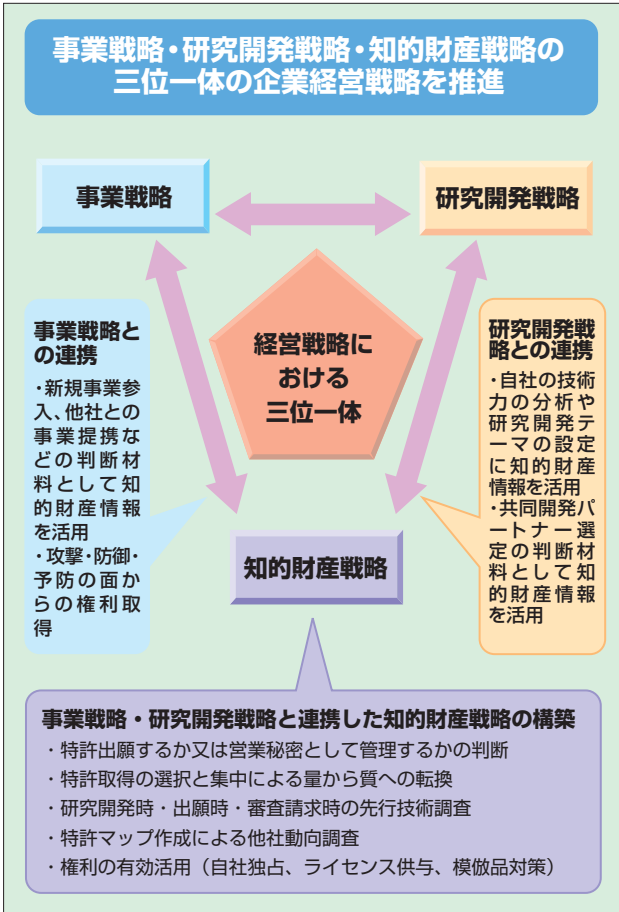 事業戦略・研究開発戦略・知的財産戦略の
三位一体の企業経営戦略を推進
事業戦略
研究開発戦略
経営戦略に
おける
三位一体
事業戦略と
の連携
・新規事業参
入、他社との
事業提携な
どの判断材
料として知
的財産情報
を活用
・攻撃・防御・
予防の面か
らの権利取
得
研究開発戦
略との連携
・自社の技術
力の分析や
研究開発テ
ーマの設定
に知的財産
情報を活用
・共同開発パ
ートナー選
定の判断材
料として知
的財産情報
を活用
知的財産戦略
事業戦略・研究開発戦略と連携した知的財産戦略の構築
・特許出願するか又は営業秘密として管理するかの判断
・特許取得の選択と集中による量から質への転換
・研究開発時・出願時・審査請求時の先行技術調査
・特許マップ作成による他社動向調査
・権利の有効活用（自社独占、ライセンス供与、模倣品対策）